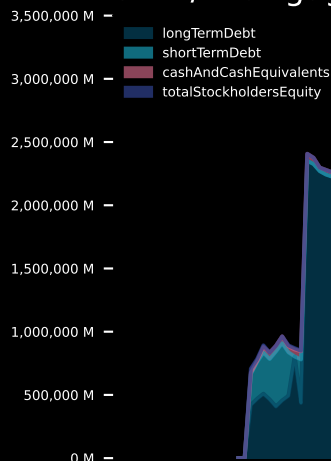 3,500,000 M
longTermDebt
shortTermDebt
3,000,000 M
cashAndCashEquivalents
totalStockholdersEquity
2,500,000 M
2,000,000 M
1,500,000 M
1,000,000 M
500,000 M
0 M